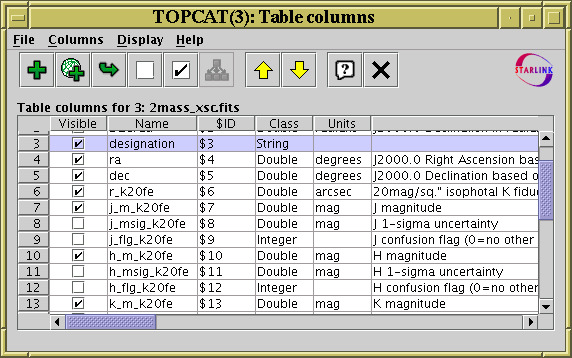 TOPCAT(3): Table columns
File Columns Display Help
STARLINK
Table columns for 3: 2mass_xsc.fits
Visible Name $ID Class Units
3 designation $3 String
4 ra $4 Double degrees J2000.0 Right Ascension bas
5 dec $5 Double degrees J2000.0 Declination based o
6 r_k20fe $6 Double arcsec 20mag/sq." isophotal K fiduc
7 j_m_k20fe $7 Double mag J magnitude
8 j_msig_k20fe $8 Double mag J 1-sigma uncertainty
9 j_flg_k20fe $9 Integer J confusion flag (0=no other
10 h_m_k20fe $10 Double mag H magnitude
11 h_msig_k20fe $11 Double mag H 1-sigma uncertainty
12 h_flg_k20fe $12 Integer H confusion flag (0=no other
13 k_m_k20fe $13 Double mag K magnitude